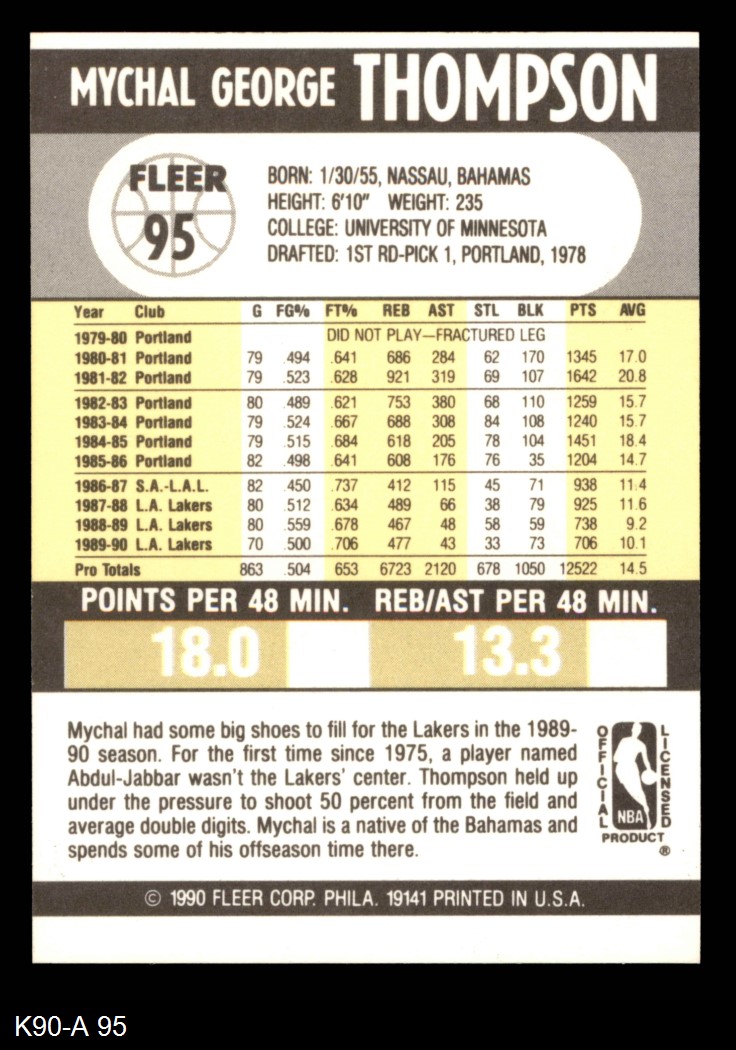 MYCHAL GEORGE THOMPSON
FLEER
95
BORN: 1/30/55, NASSAU, BAHAMAS
HEIGHT: 6'10" WEIGHT: 235
COLLEGE: UNIVERSITY OF MINNESOTA
DRAFTED: 1ST RD-PICK 1, PORTLAND, 1978
Year Club G FG% FT% REB AST STL BLK PTS AVG
1979-80 Portland DID NOT PLAY—FRACTURED LEG
1980-81 Portland 79 .494 .641 686 284 62 170 1345 17.0
1981-82 Portland 79 .523 .628 921 319 69 107 1642 20.8
1982-83 Portland 80 .489 .621 753 380 68 110 1259 15.7
1983-84 Portland 79 .524 .667 688 308 84 108 1240 15.7
1984-85 Portland 79 .515 .684 618 205 78 104 1451 18.4
1985-86 Portland 82 .498 .641 608 176 76 35 1204 14.7
1986-87 S.A.-L.A.L. 82 .450 .737 412 115 45 71 938 11.4
1987-88 L.A. Lakers 80 .512 .634 489 66 38 79 925 11.6
1988-89 L.A. Lakers 80 .559 .678 467 48 58 59 738 9.2
1989-90 L.A. Lakers 70 .500 .706 477 43 33 73 706 10.1
Pro Totals 863 .504 653 6723 2120 678 1050 12522 14.5
POINTS PER 48 MIN. REB/AST PER 48 MIN.
18.0 13.3
Mychal had some big shoes to fill for the Lakers in the 1989-
90 season. For the first time since 1975, a player named
Abdul-Jabbar wasn't the Lakers' center. Thompson held up
under the pressure to shoot 50 percent from the field and
average double digits. Mychal is a native of the Bahamas and
spends some of his offseason time there.
OFFICIAL
LICENSED
NBA
PRODUCT
®
© 1990 FLEER CORP. PHILA. 19141 PRINTED IN U.S.A.
K90-A 95